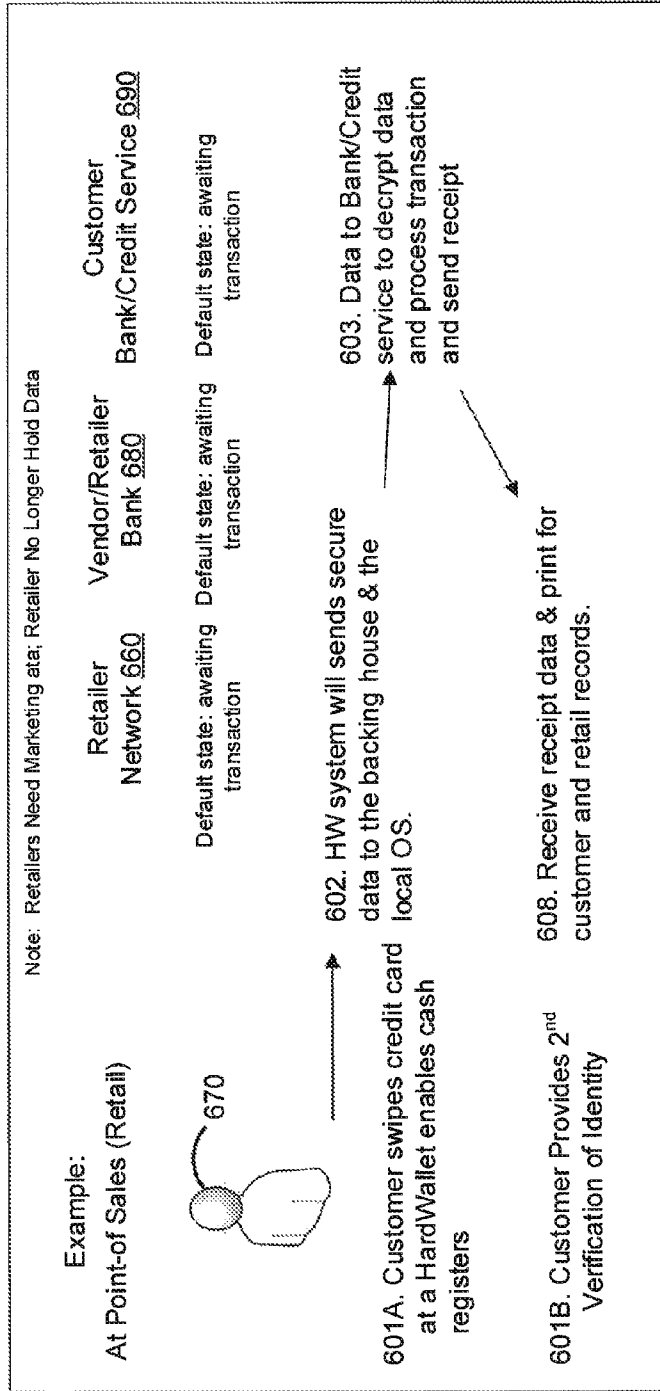 Note: Retailers Need Marketing ata; Retailer No Longer Hold Data
Example:
At Point-of Sales (Retail)
Retailer
Network 660
Vendor/Retailer
Bank 680
Customer
Bank/Credit Service 690
Default state: awaiting
transaction
Default state: awaiting
transaction
Default state: awaiting
transaction
670
601A. Customer swipes credit card
at a HardWallet enables cash
registers
602. HW system will sends secure
data to the backing house & the
local OS.
603. Data to Bank/Credit
service to decrypt data
and process transaction
and send receipt
601B. Customer Provides 2nd
Verification of Identity
608. Receive receipt data & print for
customer and retail records.